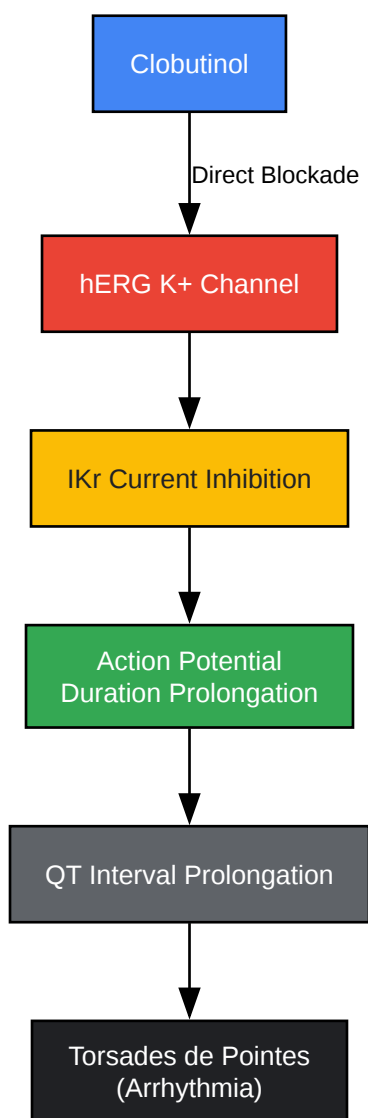 Clobutinol
Direct Blockade
hERG K+ Channel
IKr Current Inhibition
Action Potential
Duration Prolongation
QT Interval Prolongation
Torsades de Pointes
(Arrhythmia)